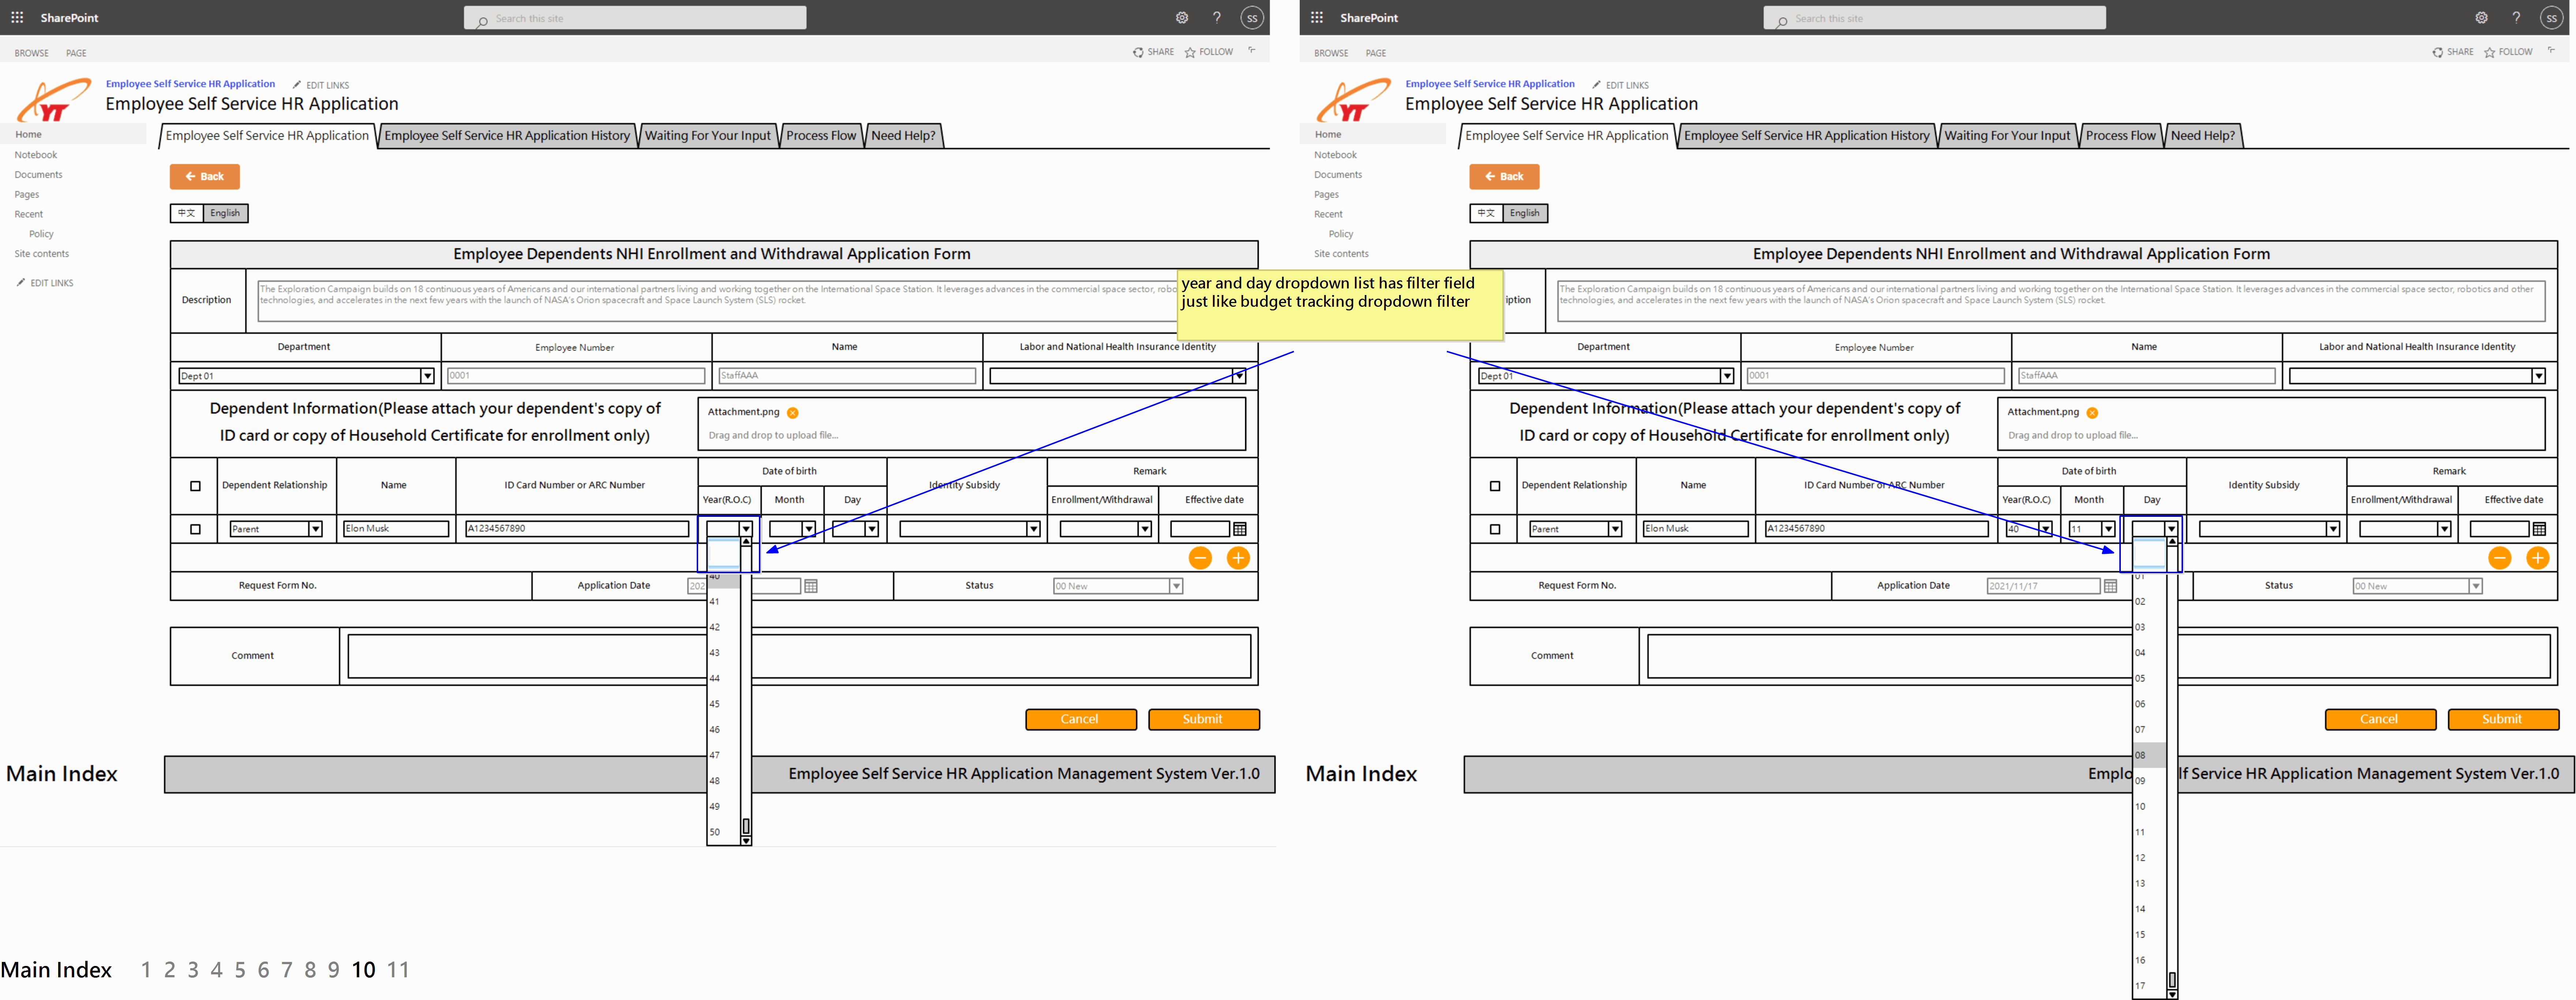 SharePoint
Search this site
?
SS
BROWSE PAGE
SHARE FOLLOW
YT
Employee Self Service HR Application
EDIT LINKS
Employee Self Service HR Application
Home
Notebook
Documents
Pages
Recent
Policy
Site contents
EDIT LINKS
Employee Self Service HR Application
Employee Self Service HR Application History
Waiting For Your Input
Process Flow
Need Help?
Back
中文 English
Employee Dependents NHI Enrollment and Withdrawal Application Form
Description
The Exploration Campaign builds on 18 continuous years of Americans and our international partners living and working together on the International Space Station. It leverages advances in the commercial space sector, robo
technologies, and accelerates in the next few years with the launch of NASA's Orion spacecraft and Space Launch System (SLS) rocket.
Department
Employee Number
Name
Labor and National Health Insurance Identity
Dept 01
0001
StaffAAA
Dependent Information(Please attach your dependent's copy of
ID card or copy of Household Certificate for enrollment only)
Attachment.png
Drag and drop to upload file...
Dependent Relationship
Name
ID Card Number or ARC Number
Date of birth
Year(R.O.C)
Month
Day
Identity Subsidy
Remark
Enrollment/Withdrawal
Effective date
Parent
Elon Musk
A1234567890
40
41
42
43
44
45
46
47
48
49
50
Request Form No.
Application Date
202
Status
00 New
Comment
Cancel
Submit
Main Index
Employee Self Service HR Application Management System Ver.1.0
year and day dropdown list has filter field
just like budget tracking dropdown filter
SharePoint
Search this site
?
SS
BROWSE PAGE
SHARE FOLLOW
YT
Employee Self Service HR Application
EDIT LINKS
Employee Self Service HR Application
Home
Notebook
Documents
Pages
Recent
Policy
Site contents
Employee Self Service HR Application
Employee Self Service HR Application History
Waiting For Your Input
Process Flow
Need Help?
Back
中文 English
Employee Dependents NHI Enrollment and Withdrawal Application Form
iption
The Exploration Campaign builds on 18 continuous years of Americans and our international partners living and working together on the International Space Station. It leverages advances in the commercial space sector, robotics and other
technologies, and accelerates in the next few years with the launch of NASA's Orion spacecraft and Space Launch System (SLS) rocket.
Department
Employee Number
Name
Labor and National Health Insurance Identity
Dept 01
0001
StaffAAA
Dependent Information(Please attach your dependent's copy of
ID card or copy of Household Certificate for enrollment only)
Attachment.png
Drag and drop to upload file...
Dependent Relationship
Name
ID Card Number or ARC Number
Date of birth
Year(R.O.C)
Month
Day
Identity Subsidy
Remark
Enrollment/Withdrawal
Effective date
Parent
Elon Musk
A1234567890
40
11
01
02
03
04
05
06
07
08
09
10
11
12
13
14
15
16
17
Request Form No.
Application Date
2021/11/17
Status
00 New
Comment
Cancel
Submit
Main Index
Emplo
lf Service HR Application Management System Ver.1.0
Main Index 1 2 3 4 5 6 7 8 9 10 11